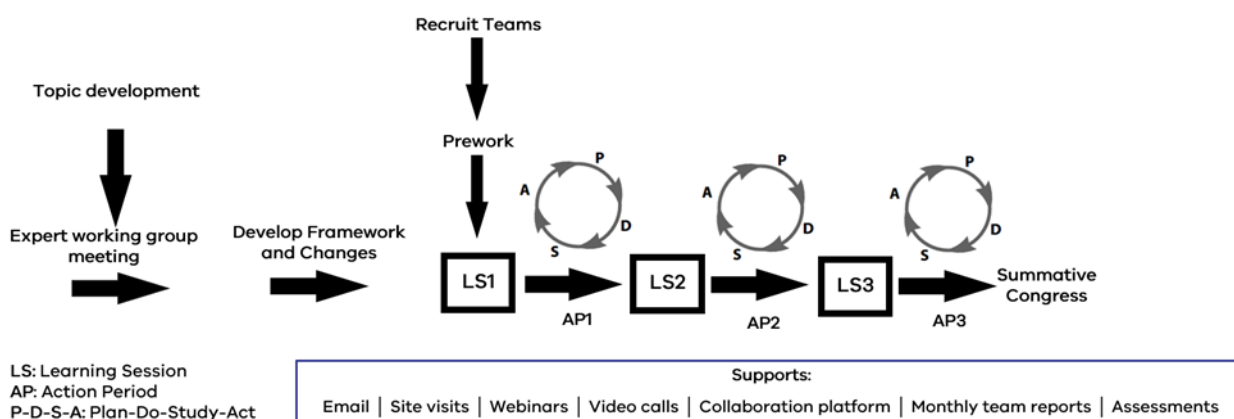 Recruit Teams
Topic development
Prework
P
A
D
S
P
A
D
S
P
A
D
S
Expert working group
meeting
Develop Framework
and Changes
LS1
LS2
LS3
Summative
Congress
AP1
AP2
AP3
LS: Learning Session
AP: Action Period
P-D-S-A: Plan-Do-Study-Act
Supports:
Email | Site visits | Webinars | Video calls | Collaboration platform | Monthly team reports | Assessments